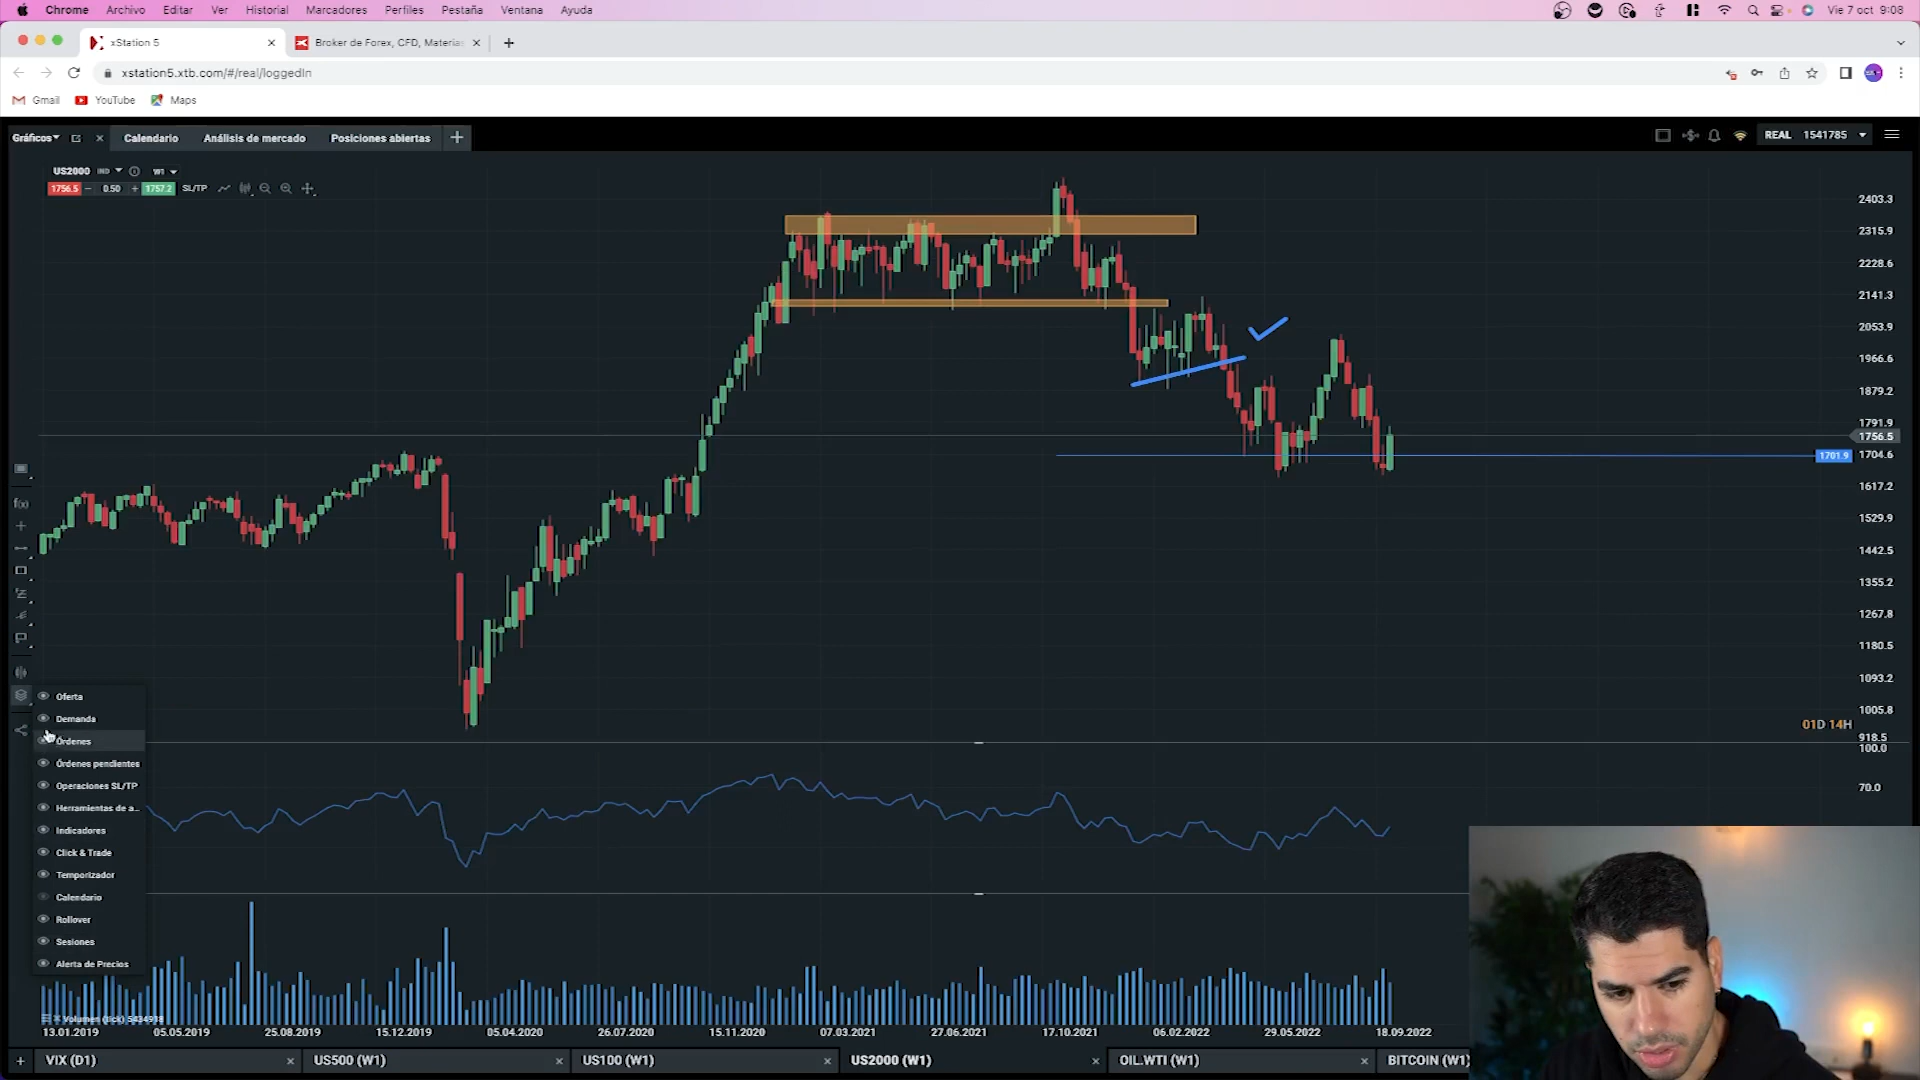 Chrome Archivo Editar Ver Historial Marcadores Perfiles Pestaña Ventana Ayuda Vie 7 oct 9:08
xStation 5 Broker de Forex, CFD, Materias
xstation5.xtb.com/#/real/loggedIn
Gmail YouTube Maps
Gráficos Calendario Análisis de mercado Posiciones abiertas + REAL 1541785
US2000 IND W1
1756.5 − 0.50 + 1757.2 SL/TP
2403.3
2315.9
2228.6
2141.3
2053.9
1966.6
1879.2
1791.9
1756.5
1701.9 1704.6
1617.2
1529.9
1442.5
1355.2
1267.8
1180.5
1093.2
1005.8
01D 14H
918.5
100.0
70.0
f(x)
Oferta
Demanda
Órdenes
Órdenes pendientes
Operaciones SL/TP
Herramientas de a...
Indicadores
Click & Trade
Temporizador
Calendario
Rollover
Sesiones
Alerta de Precios
Volumen (tick) 5434918
13.01.2019 05.05.2019 25.08.2019 15.12.2019 05.04.2020 26.07.2020 15.11.2020 07.03.2021 27.06.2021 17.10.2021 06.02.2022 29.05.2022 18.09.2022
+ VIX (D1) US500 (W1) US100 (W1) US2000 (W1) OIL.WTI (W1) BITCOIN (W1)